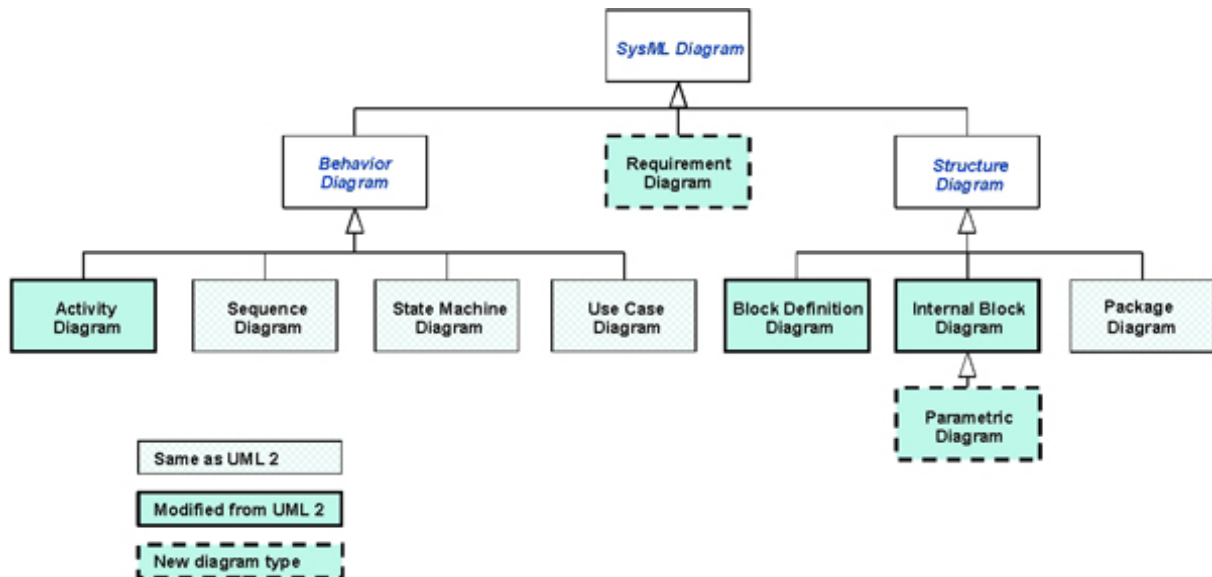 SysML Diagram
Behavior
Diagram
Requirement
Diagram
Structure
Diagram
Activity
Diagram
Sequence
Diagram
State Machine
Diagram
Use Case
Diagram
Block Definition
Diagram
Internal Block
Diagram
Package
Diagram
Parametric
Diagram
Same as UML 2
Modified from UML 2
New diagram type